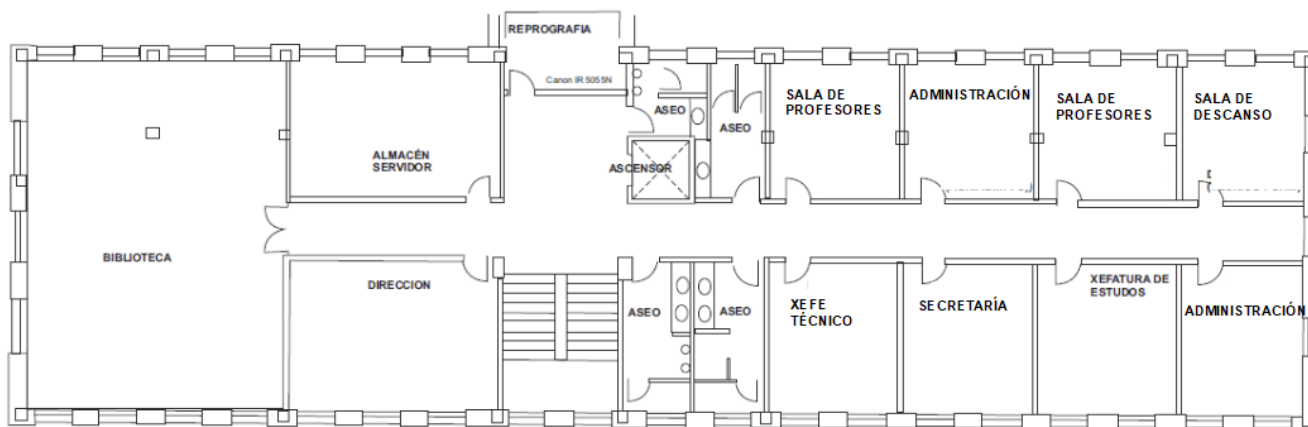 REPROGRAFIA
Canon IR 5055N
SALA DE
PROFESORES
ADMINISTRACIÓN
SALA DE
PROFESORES
SALA DE
DESCANSO
ASEO
ASEO
ALMACÉN
SERVIDOR
ASCENSOR
BIBLIOTECA
DIRECCION
ASEO
ASEO
XEFE
TÉCNICO
SECRETARÍA
XEFATURA DE
ESTUDOS
ADMINISTRACIÓN